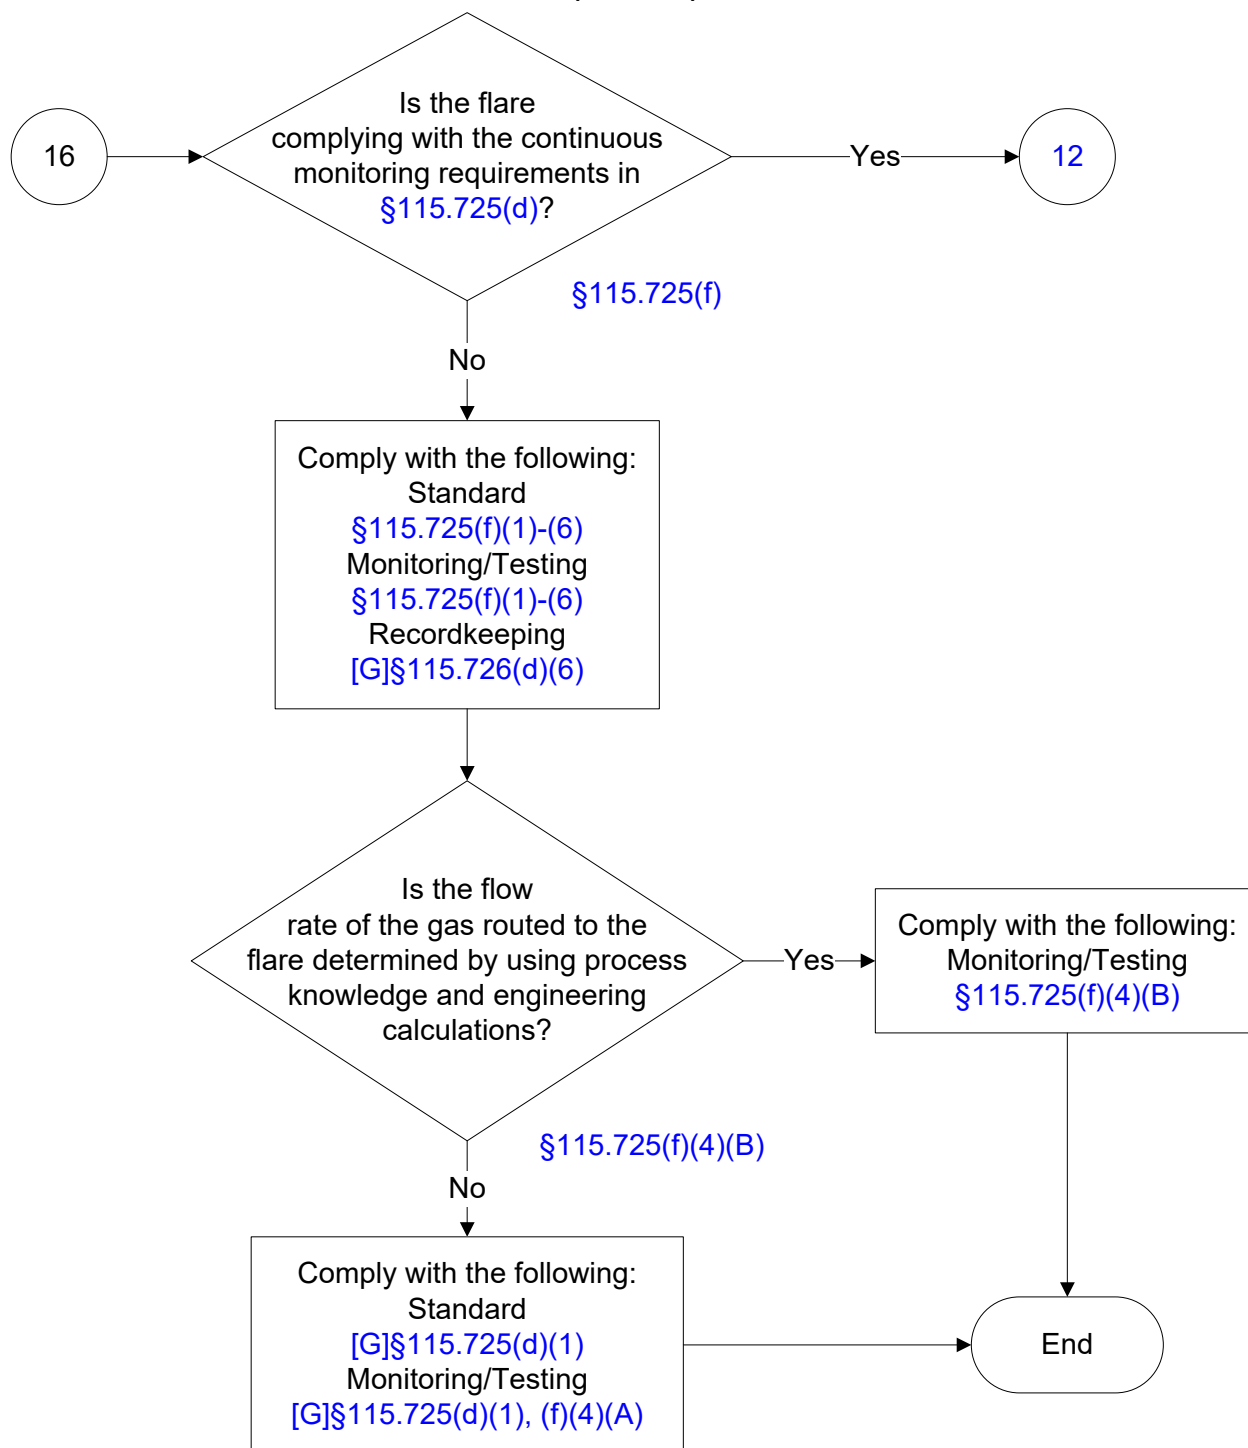 Is the flare
complying with the continuous
monitoring requirements in
§115.725(d)?
16
Yes
12
§115.725(f)
No
Comply with the following:
Standard
§115.725(f)(1)-(6)
Monitoring/Testing
§115.725(f)(1)-(6)
Recordkeeping
[G]§115.726(d)(6)
Is the flow
rate of the gas routed to the
flare determined by using process
knowledge and engineering
calculations?
Yes
Comply with the following:
Monitoring/Testing
§115.725(f)(4)(B)
§115.725(f)(4)(B)
No
Comply with the following:
Standard
[G]§115.725(d)(1)
Monitoring/Testing
[G]§115.725(d)(1), (f)(4)(A)
End